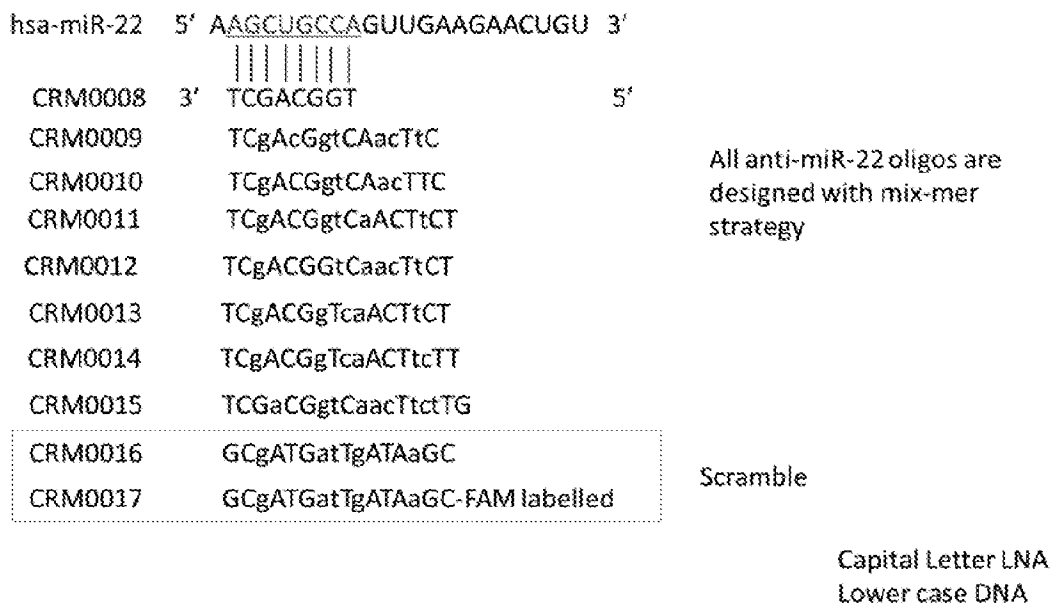 hsa-miR-22 5' AAGCUGCCAGUUGAAGAACUGU 3'
CRM0008 3' TCGACGGT 5'
CRM0009 TCgAcGgtCAacTtC
CRM0010 TCgACGgtCAacTTC
CRM0011 TCgACGgtCaACTtCT
CRM0012 TCgACGGtCaacTtCT
CRM0013 TCgACGgTcaACTtCT
CRM0014 TCgACGgTcaACTtcTT
CRM0015 TCGaCGgtCaacTtctTG
CRM0016 GCgATGatTgATAaGC
CRM0017 GCgATGatTgATAaGC-FAM labelled
All anti-miR-22 oligos are
designed with mix-mer
strategy
Scramble
Capital Letter LNA
Lower case DNA